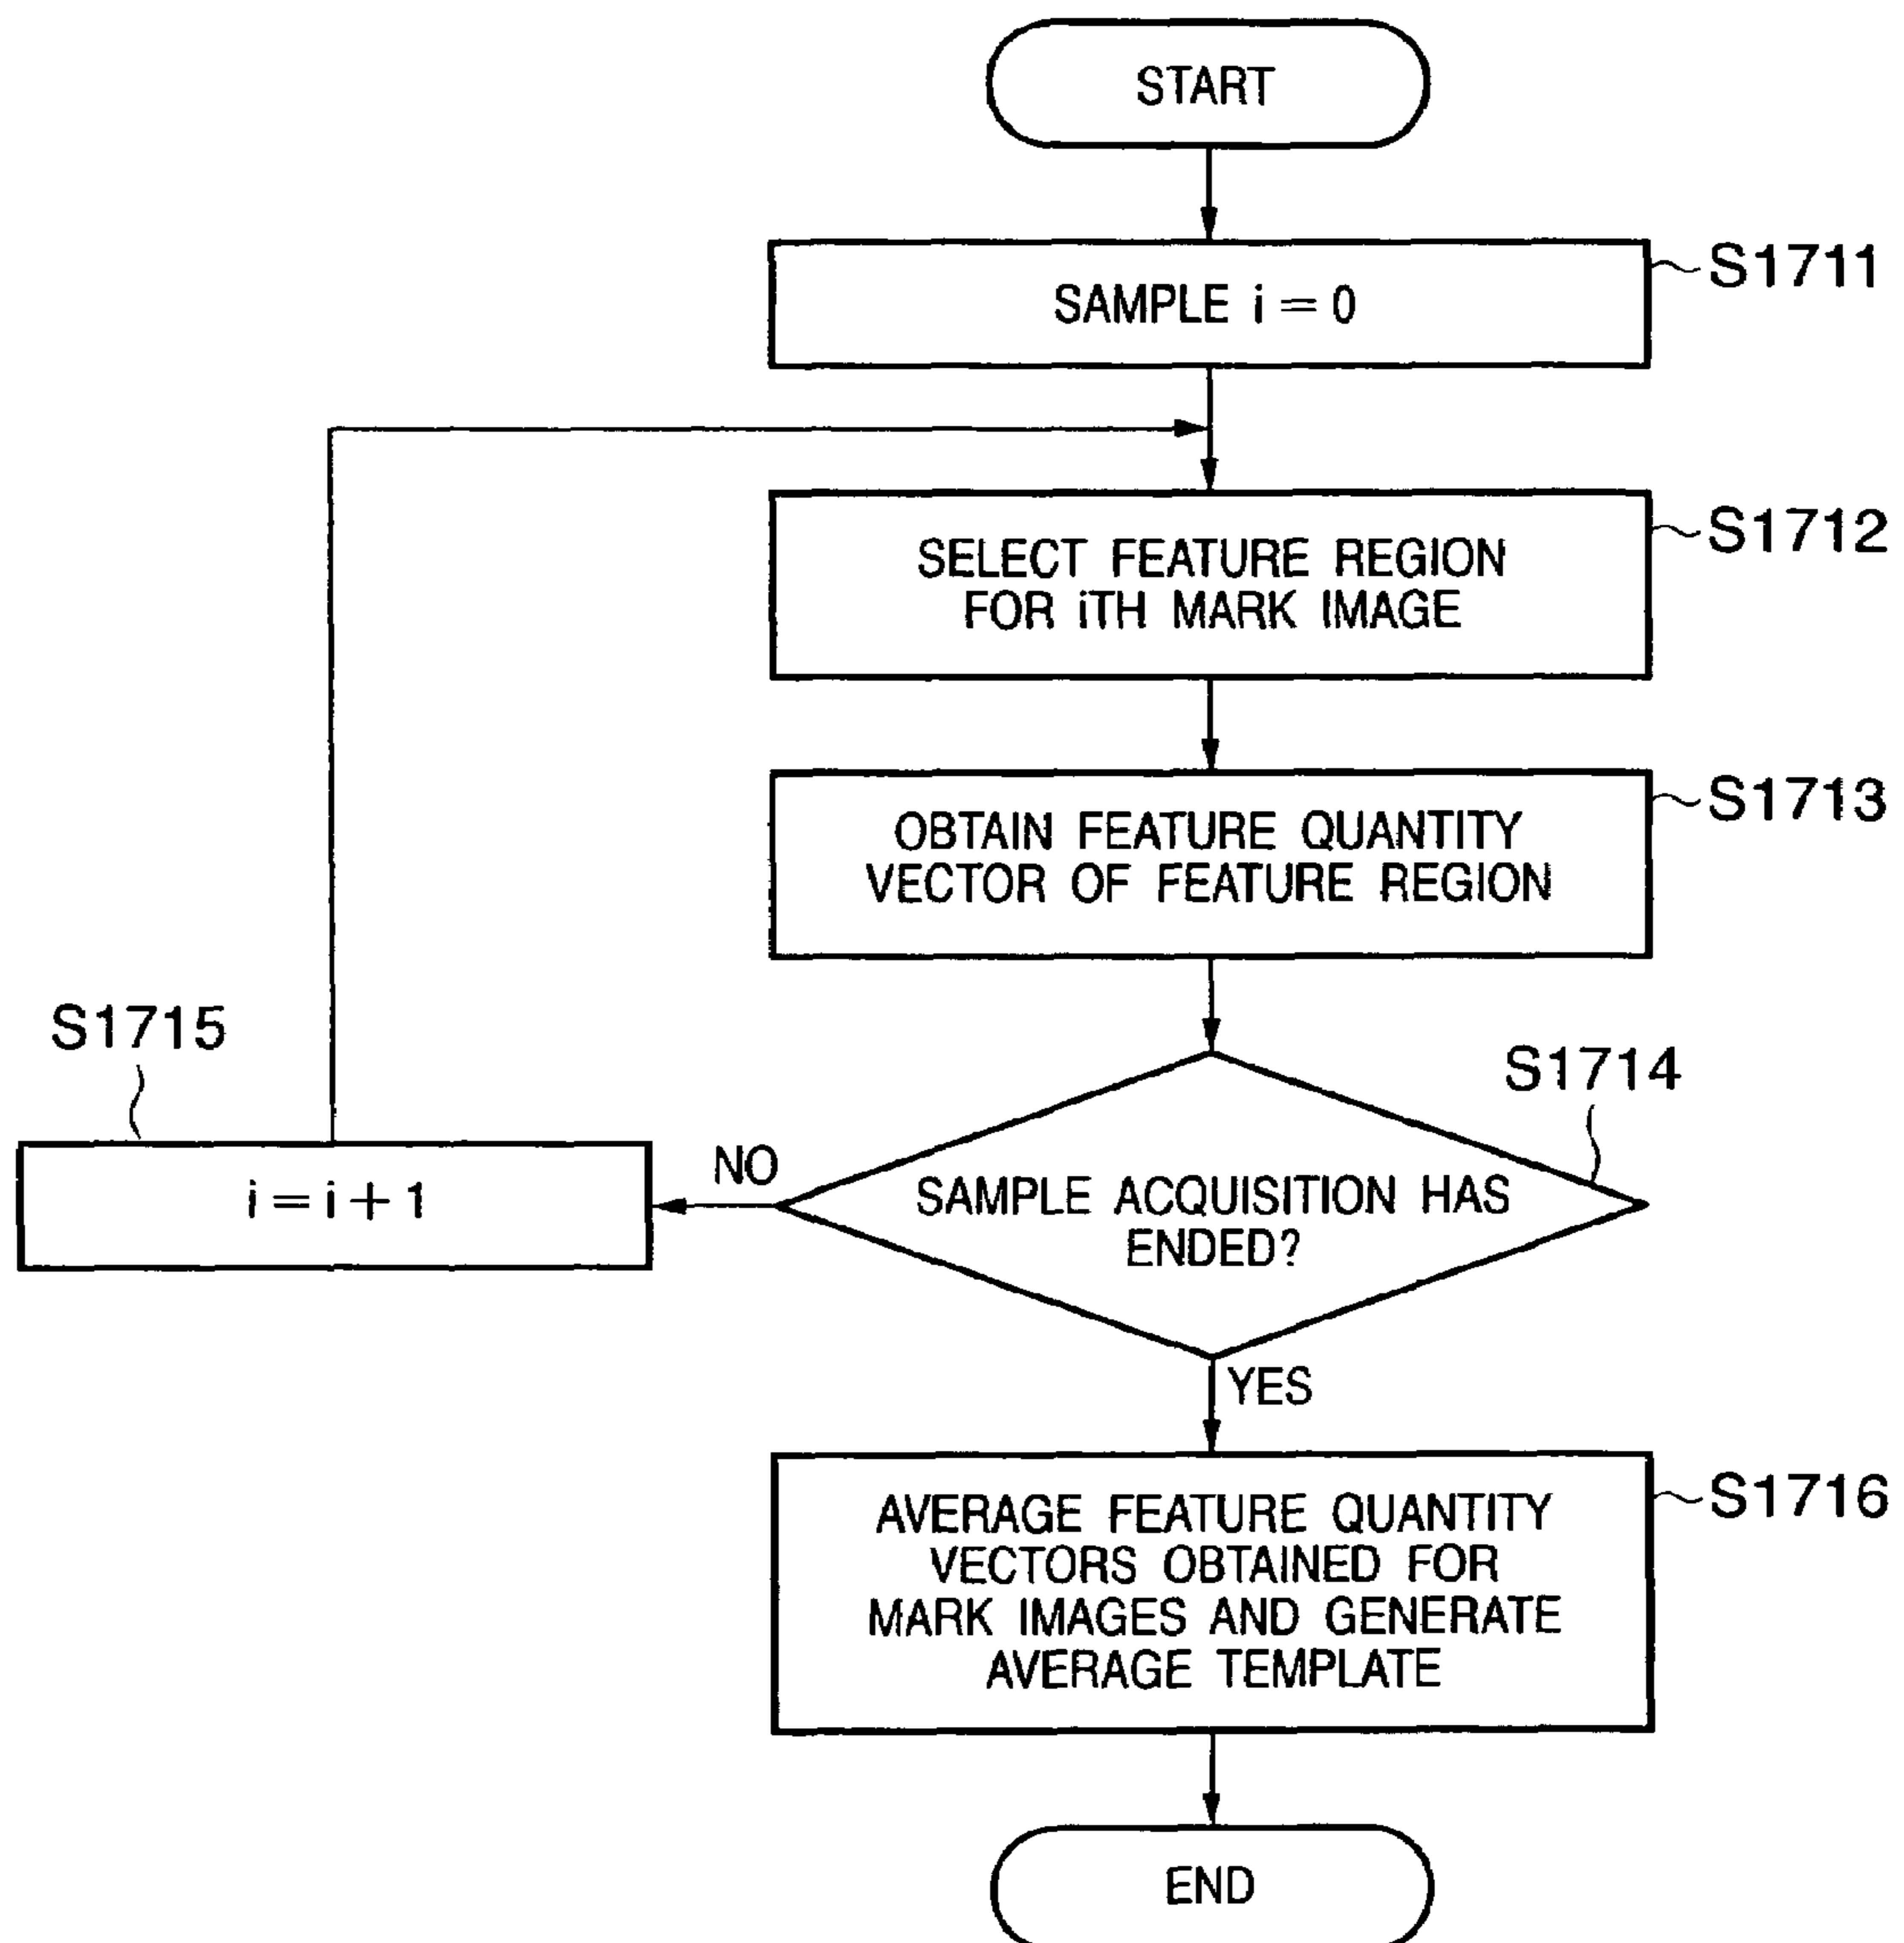 START
SAMPLE i = 0
S1711
SELECT FEATURE REGION
FOR iTH MARK IMAGE
S1712
OBTAIN FEATURE QUANTITY
VECTOR OF FEATURE REGION
S1713
SAMPLE ACQUISITION HAS
ENDED?
S1714
NO
i = i + 1
S1715
YES
AVERAGE FEATURE QUANTITY
VECTORS OBTAINED FOR
MARK IMAGES AND GENERATE
AVERAGE TEMPLATE
S1716
END